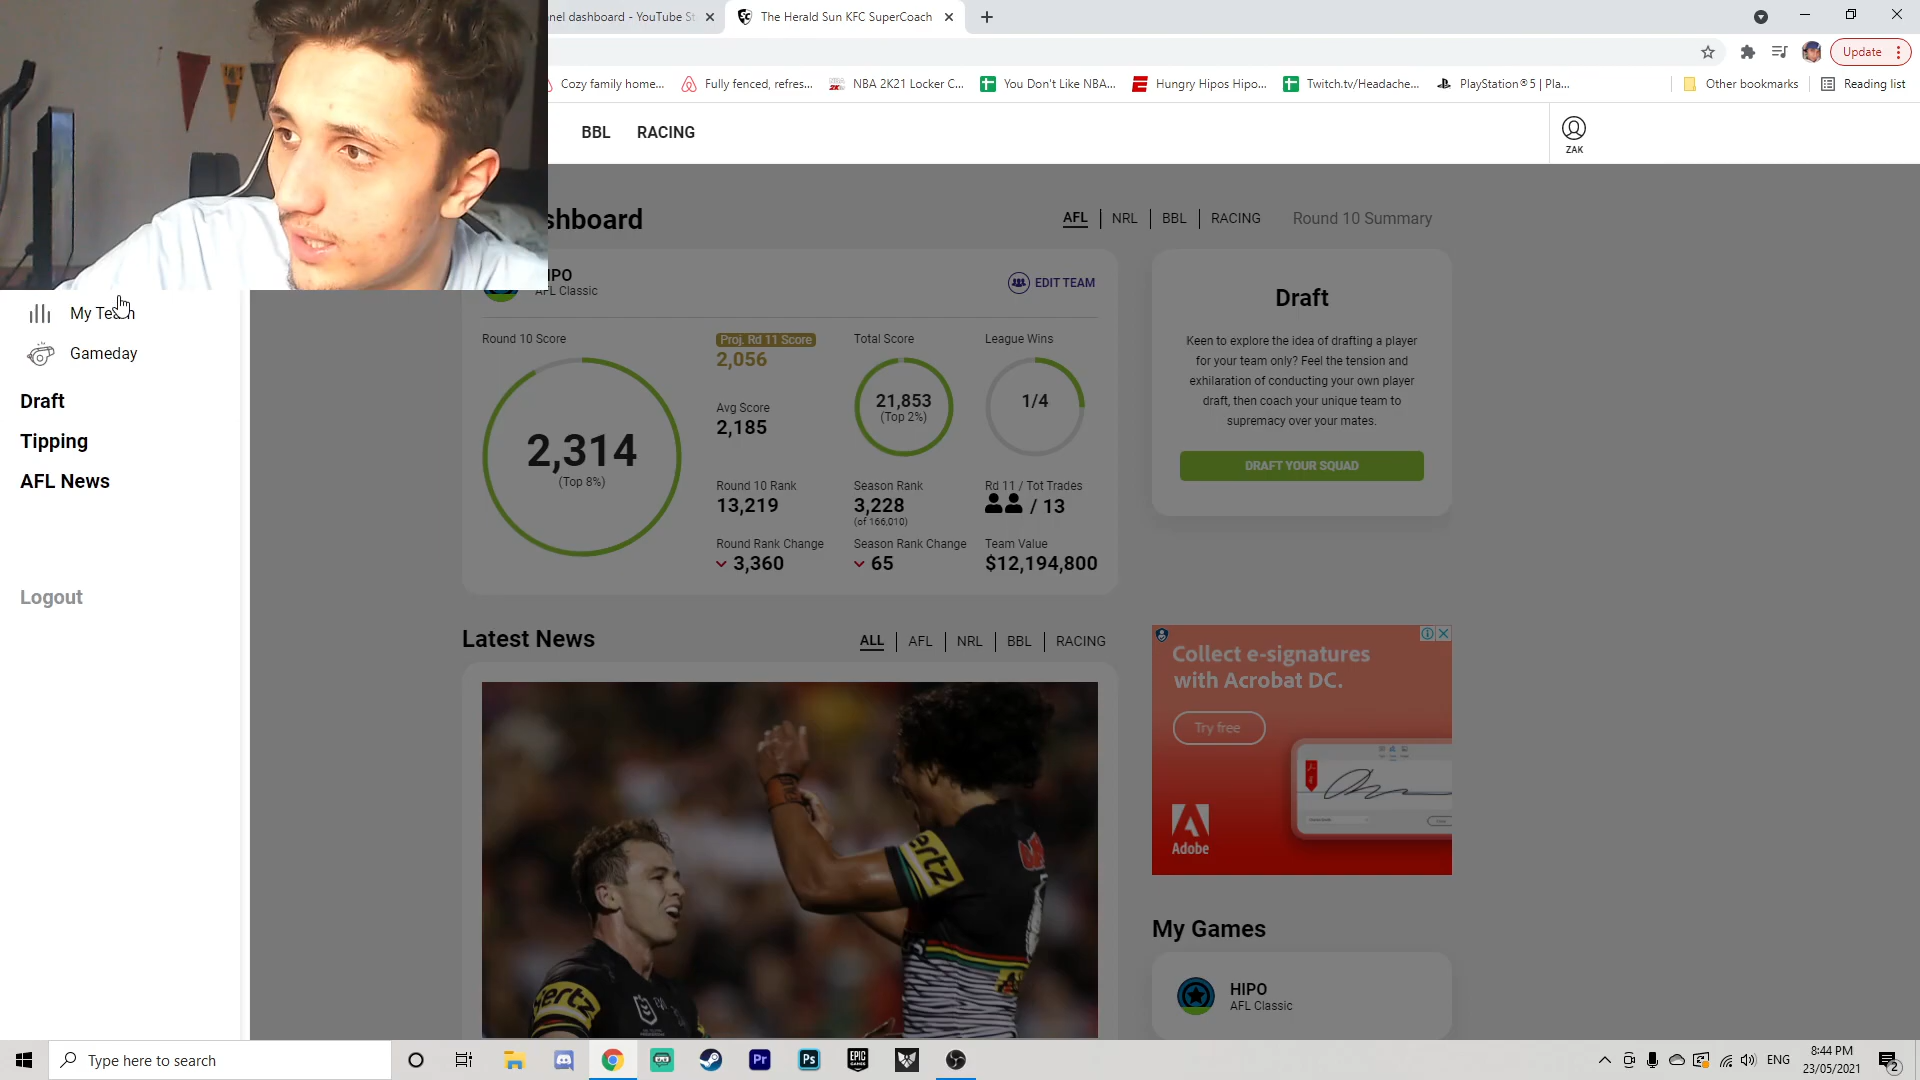 nnel dashboard - YouTube St
The Herald Sun KFC SuperCoach
Update
Cozy family home...
Fully fenced, refres...
NBA 2K21 Locker C...
You Don't Like NBA...
Hungry Hipos Hipo...
Twitch.tv/Headache...
PlayStation®5 | Pla...
Other bookmarks
Reading list
BBL
RACING
ZAK
shboard
AFL
NRL
BBL
RACING
Round 10 Summary
IPO
AFL Classic
EDIT TEAM
My Team
Gameday
Draft
Tipping
AFL News
Logout
Round 10 Score
2,314
(Top 8%)
Proj. Rd 11 Score
2,056
Avg Score
2,185
Total Score
21,853
(Top 2%)
League Wins
1/4
Round 10 Rank
13,219
Season Rank
3,228
(of 166,010)
Rd 11 / Tot Trades
/ 13
Round Rank Change
3,360
Season Rank Change
65
Team Value
$12,194,800
Draft
Keen to explore the idea of drafting a player
for your team only? Feel the tension and
exhilaration of conducting your own player
draft, then coach your unique team to
supremacy over your mates.
DRAFT YOUR SQUAD
Latest News
ALL
AFL
NRL
BBL
RACING
Hertz
Hertz
Collect e-signatures
with Acrobat DC.
Try free
Adobe
My Games
HIPO
AFL Classic
Type here to search
Pr
Ps
EPIC
GAMES
ENG
8:44 PM
23/05/2021
2